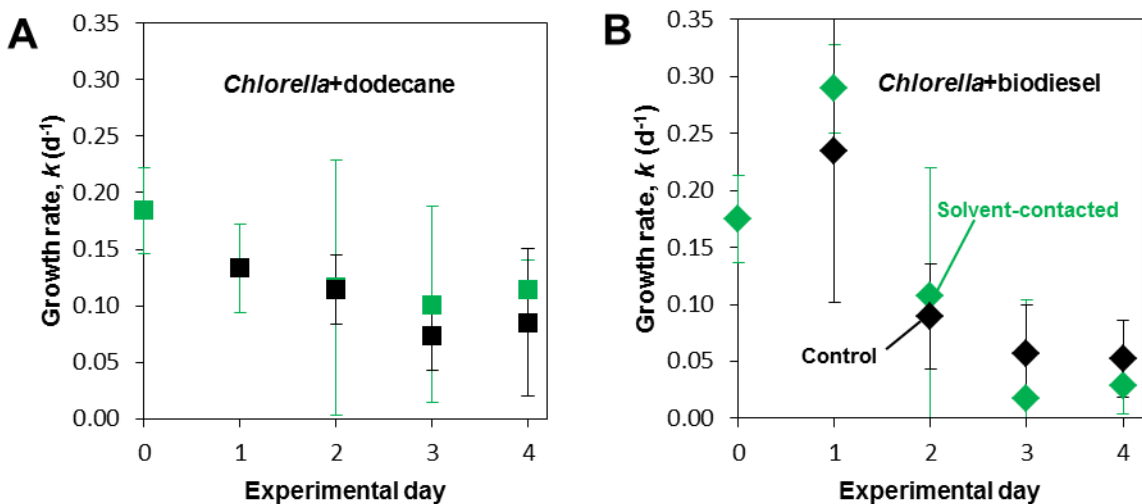 A
Chlorella+dodecane
Growth rate, k (d-1)
0.35
0.30
0.25
0.20
0.15
0.10
0.05
0.00
0 1 2 3 4
Experimental day
B
Chlorella+biodiesel
Growth rate, k (d-1)
0.35
0.30
0.25
0.20
0.15
0.10
0.05
0.00
Solvent-contacted
Control
0 1 2 3 4
Experimental day